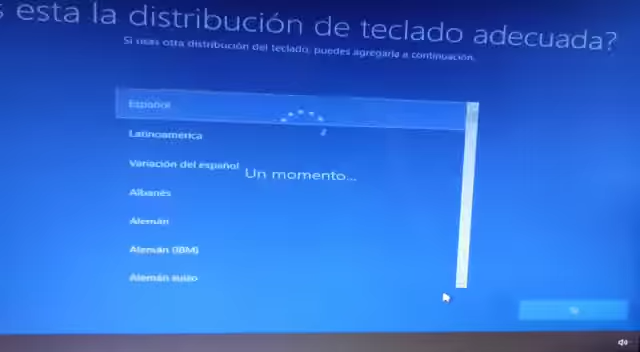 s esta la distribución de teclado adecuada?
Si usas otra distribución del teclado, puedes agregarla a continuación.
Español
Latinoamérica
Variación del español
Un momento...
Albanés
Alemán
Alemán (IBM)
Alemán suizo
Sí